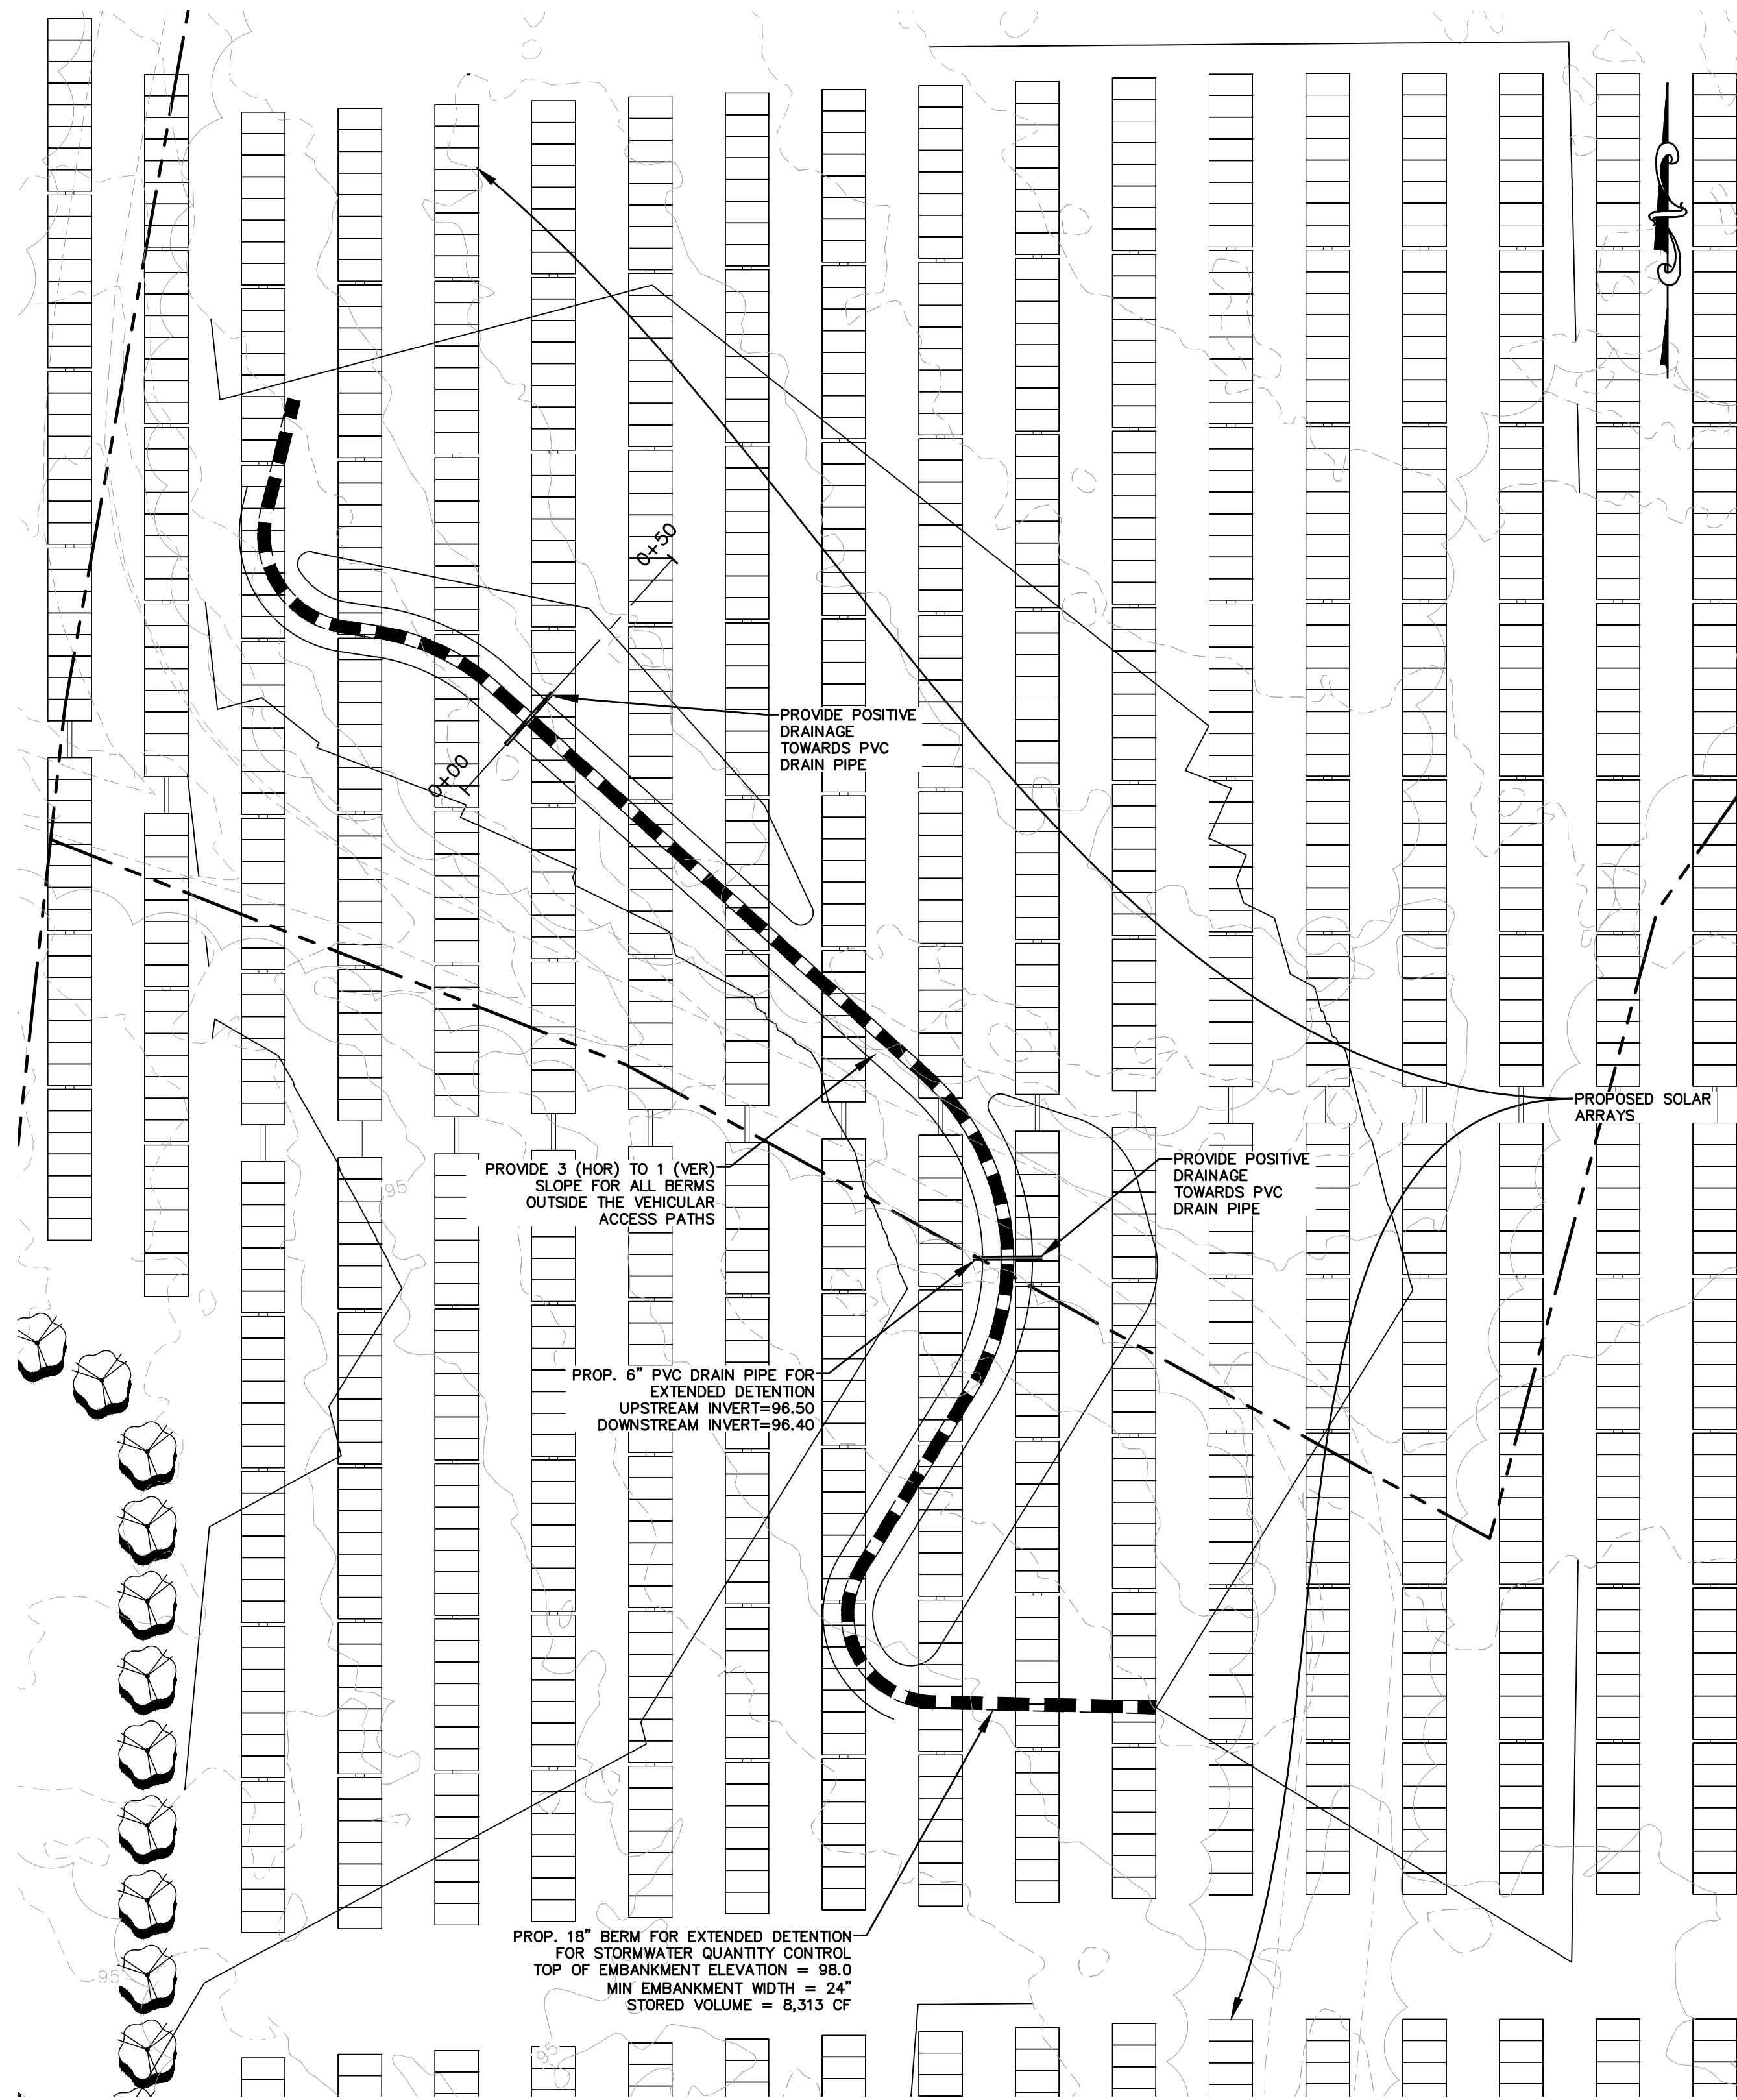 0+50
PROVIDE POSITIVE
DRAINAGE
TOWARDS PVC
DRAIN PIPE
0+00
PROPOSED SOLAR
ARRAYS
PROVIDE 3 (HOR) TO 1 (VER)
SLOPE FOR ALL BERMS
OUTSIDE THE VEHICULAR
ACCESS PATHS
PROVIDE POSITIVE
DRAINAGE
TOWARDS PVC
DRAIN PIPE
95
PROP. 6" PVC DRAIN PIPE FOR
EXTENDED DETENTION
UPSTREAM INVERT=96.50
DOWNSTREAM INVERT=96.40
PROP. 18" BERM FOR EXTENDED DETENTION
FOR STORMWATER QUANTITY CONTROL
TOP OF EMBANKMENT ELEVATION = 98.0
MIN EMBANKMENT WIDTH = 24"
STORED VOLUME = 8,313 CF
95
95